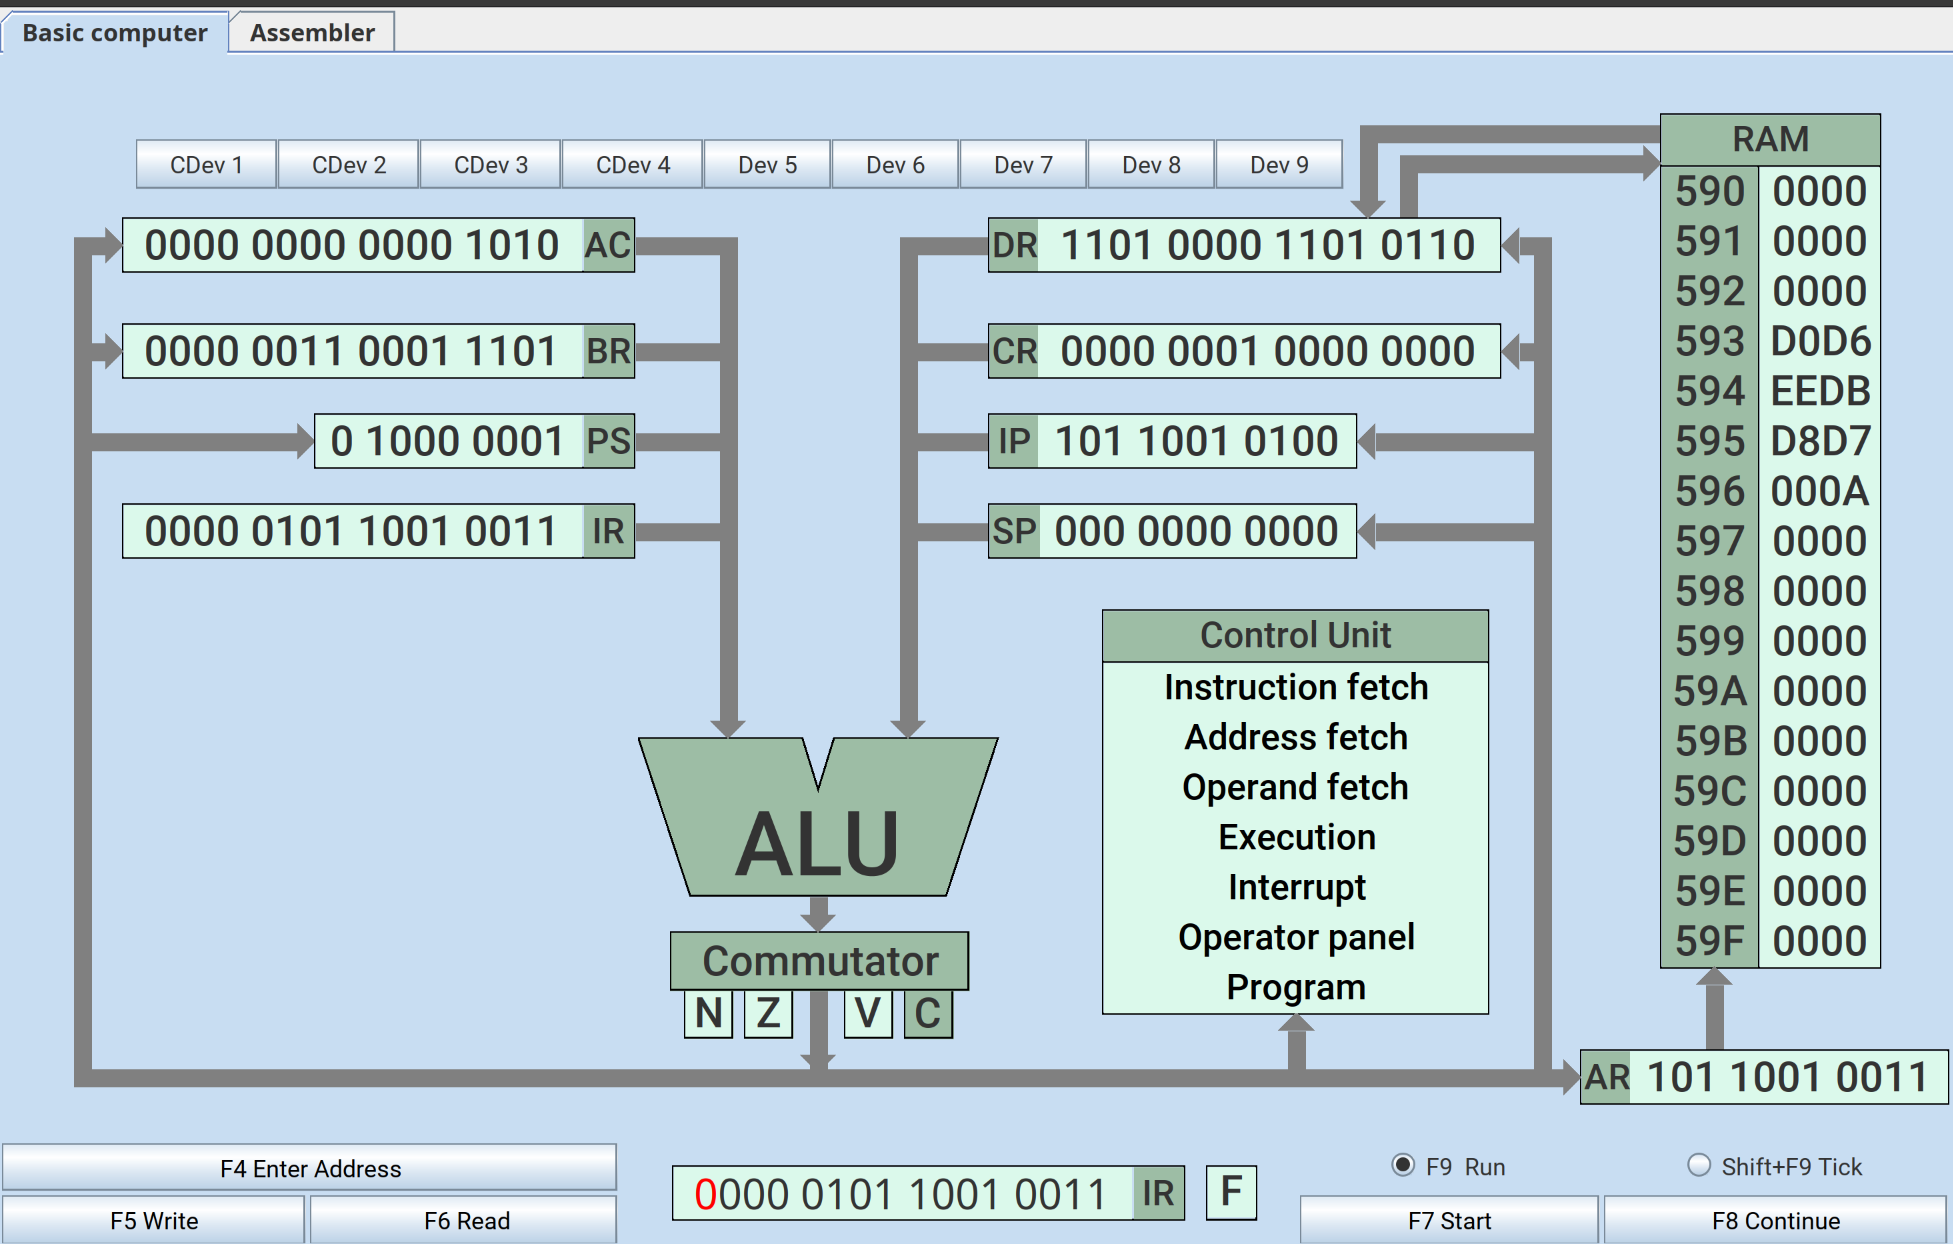 Basic computer Assembler
CDev 1 CDev 2 CDev 3 CDev 4 Dev 5 Dev 6 Dev 7 Dev 8 Dev 9
0000 0000 0000 1010 AC
0000 0011 0001 1101 BR
0 1000 0001 PS
0000 0101 1001 0011 IR
DR 1101 0000 1101 0110
CR 0000 0001 0000 0000
IP 101 1001 0100
SP 000 0000 0000
RAM
590 0000
591 0000
592 0000
593 D0D6
594 EEDB
595 D8D7
596 000A
597 0000
598 0000
599 0000
59A 0000
59B 0000
59C 0000
59D 0000
59E 0000
59F 0000
ALU
Commutator
N Z V C
Control Unit
Instruction fetch
Address fetch
Operand fetch
Execution
Interrupt
Operator panel
Program
AR 101 1001 0011
F4 Enter Address
F5 Write F6 Read
0000 0101 1001 0011 IR F
F9 Run Shift+F9 Tick
F7 Start F8 Continue